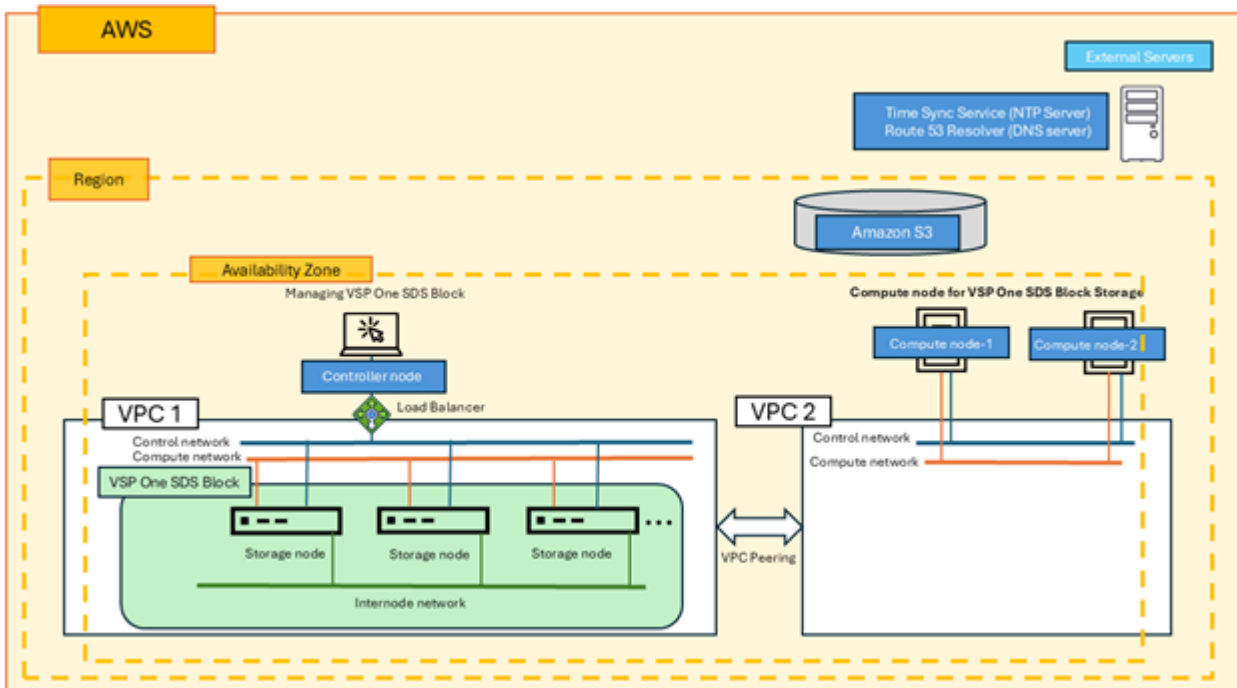 AWS
External Servers
Time Sync Service (NTP Server)
Route 53 Resolver (DNS server)
Region
Amazon S3
Availability Zone
Managing VSP One SDS Block
Compute node for VSP One SDS Block Storage
Compute node-1
Compute node-2
Controller node
Load Balancer
VPC 1
VPC 2
Control network
Compute network
Control network
Compute network
VSP One SDS Block
Storage node
Storage node
Storage node
VPC Peering
Internode network